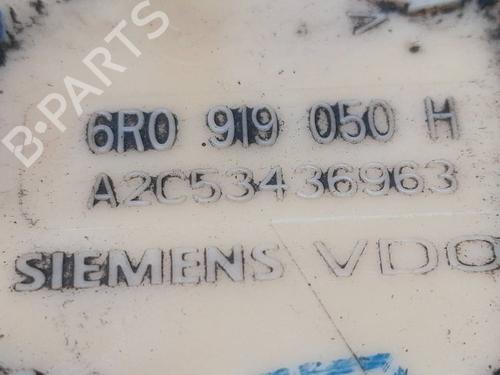 B-PARTS
6R0 919 050 H
A2C53436963
SIEMENS VDO